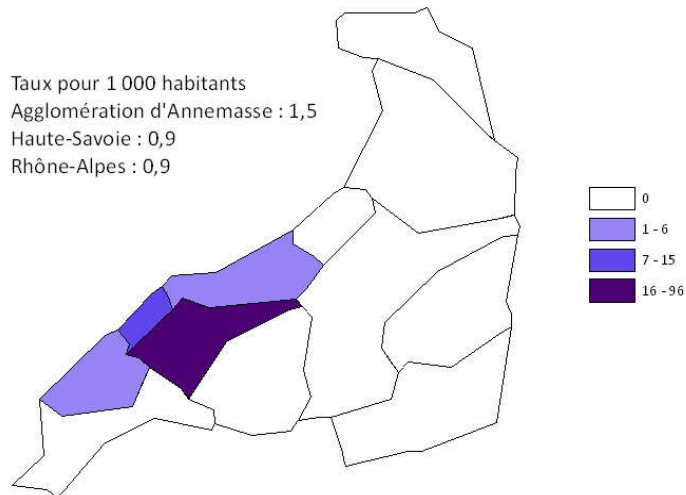 Taux pour 1 000 habitants
Agglomération d'Annemasse : 1,5
Haute-Savoie : 0,9
Rhône-Alpes : 0,9
0
1 - 6
7 - 15
16 - 96